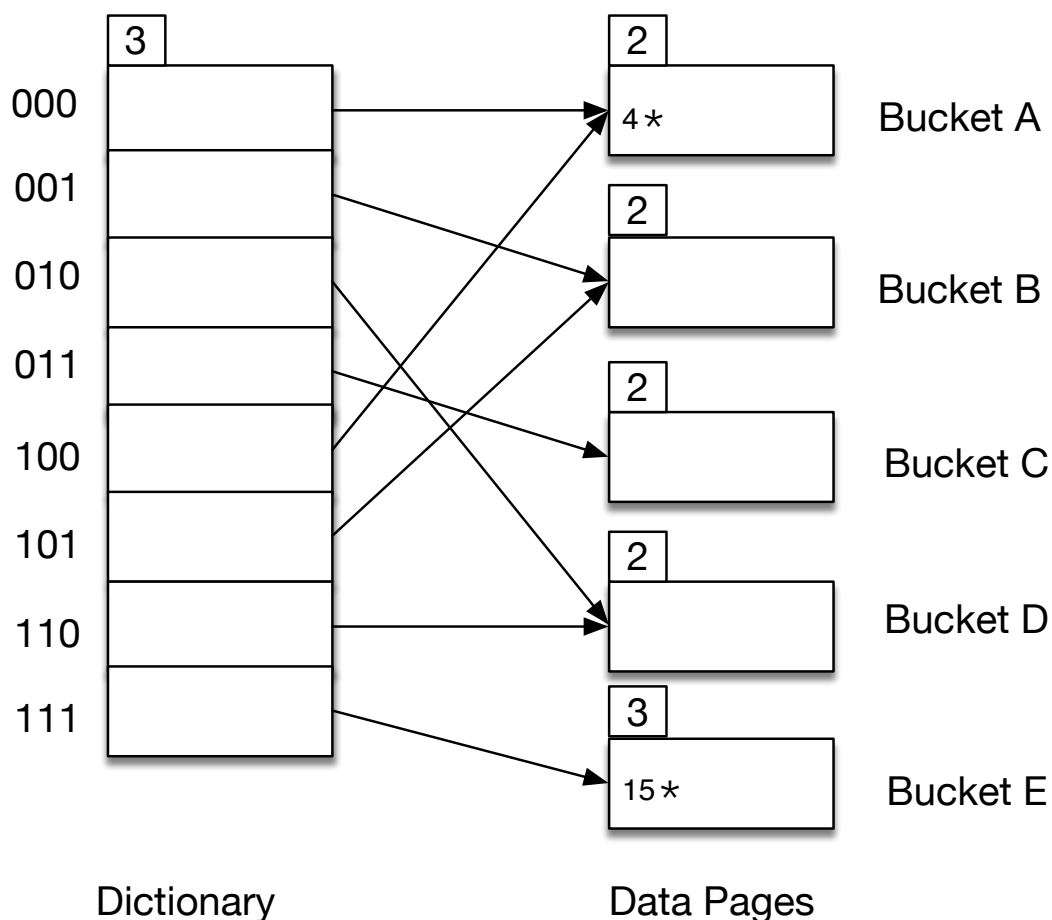 3
000
001
010
011
100
101
110
111
Dictionary
2
4*
Bucket A
2
Bucket B
2
Bucket C
2
Bucket D
3
15*
Bucket E
Data Pages